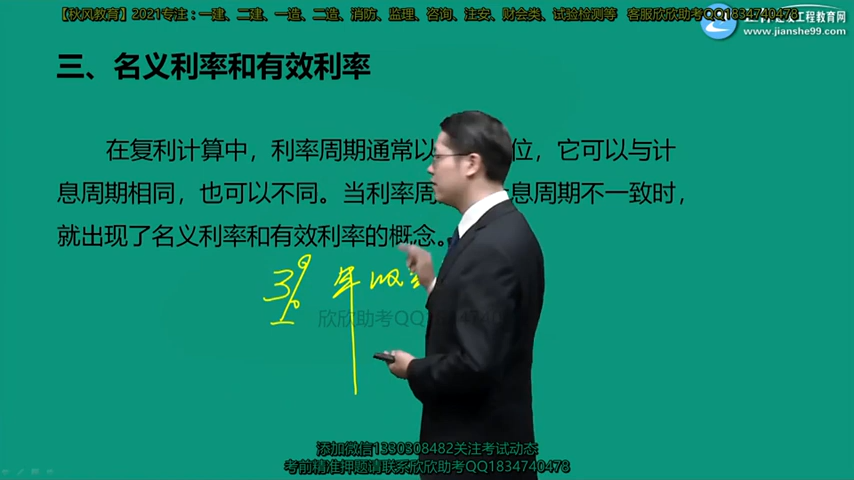 【秋风教育】2021专注：一建、二建、一造、二造、消防、监理、咨询、注安、财会类、试验检测等 客服欣欣助考QQ1834740478
工程教育网
www.jianshe99.com
三、名义利率和有效利率
在复利计算中，利率周期通常以 位，它可以与计
息周期相同，也可以不同。当利率周 息周期不一致时，
就出现了名义利率和有效利率的概念。
3% 年
欣欣助考QQ1 4740
添加微信1330308482关注考试动态
考前精准押题请联系欣欣助考QQ1834740478